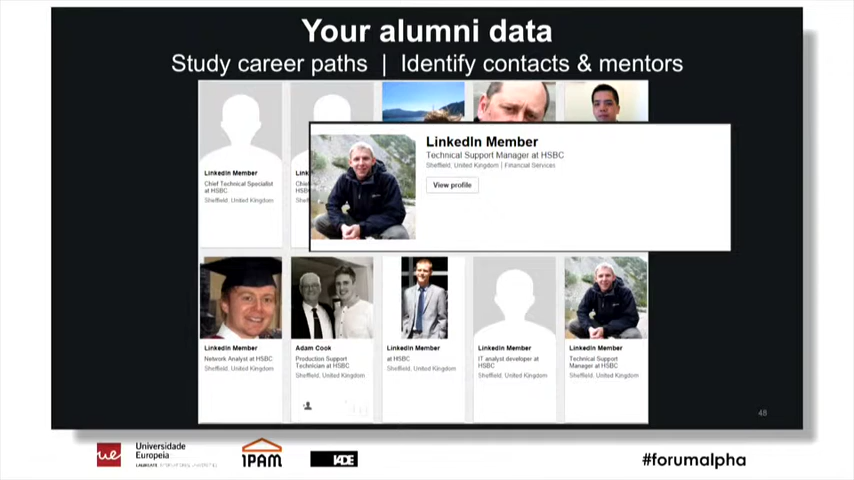 Your alumni data
Study career paths | Identify contacts & mentors
LinkedIn Member
Technical Support Manager at HSBC
Sheffield, United Kingdom | Financial Services
View profile
LinkedIn Member
Chief Technical Specialist
at HSBC
Sheffield, United Kingdom
LinkedIn Member
Network Analyst at HSBC
Sheffield, United Kingdom
Adam Cook
Production Support
Technician at HSBC
Sheffield, United Kingdom
LinkedIn Member
at HSBC
Sheffield, United Kingdom
LinkedIn Member
IT analyst developer at
HSBC
Sheffield, United Kingdom
LinkedIn Member
Technical Support
Manager at HSBC
Sheffield, United Kingdom
48
ue
Universidade
Europeia
IPAM
IADE
#forumalpha